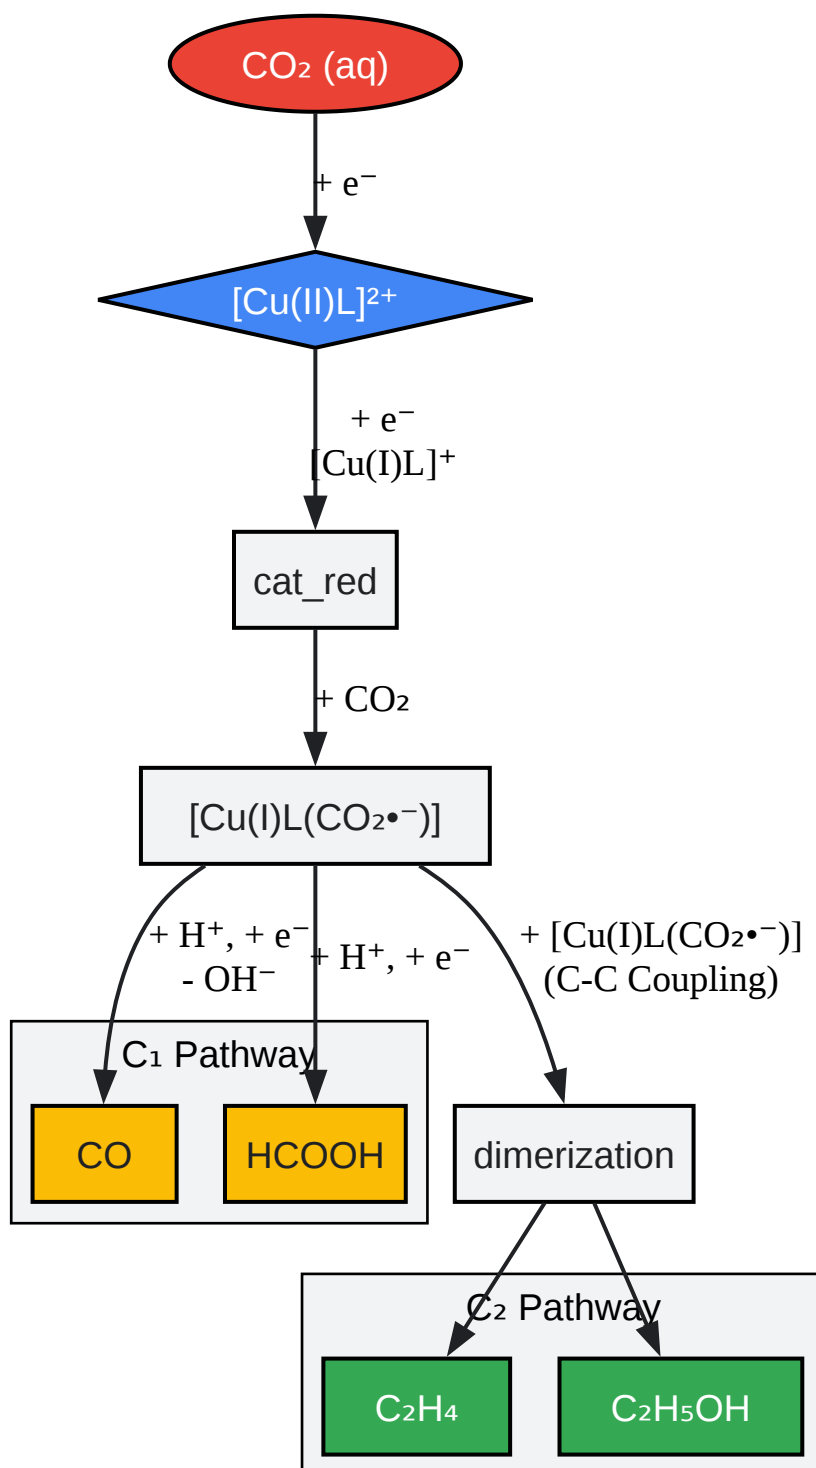 CO₂ (aq)
+ e⁻
[Cu(II)L]²⁺
+ e⁻
[Cu(I)L]⁺
cat_red
+ CO₂
[Cu(I)L(CO₂•⁻)]
+ H⁺, + e⁻
- OH⁻
+ H⁺, + e⁻
+ [Cu(I)L(CO₂•⁻)]
(C-C Coupling)
C₁ Pathway
CO
HCOOH
dimerization
C₂ Pathway
C₂H₄
C₂H₅OH